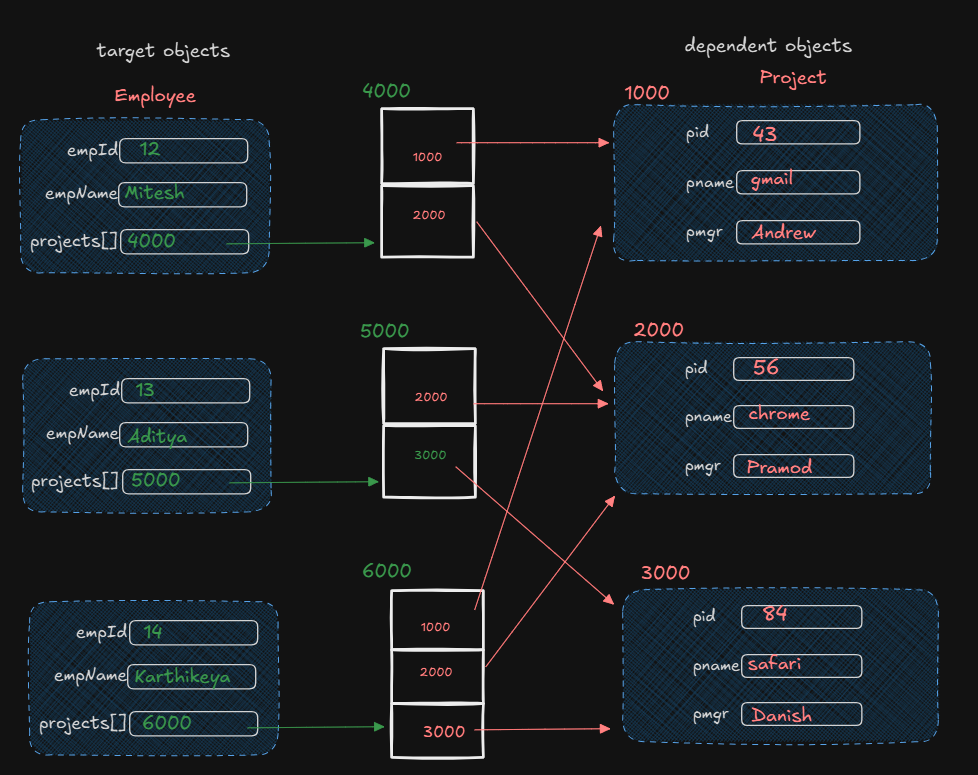 target objects
Employee
empId 12
empName Mitesh
projects[] 4000
empId 13
empName Aditya
projects[] 5000
empId 14
empName Karthikeya
projects[] 6000
4000
1000
2000
5000
2000
3000
6000
1000
2000
3000
dependent objects
Project
1000
pid 43
pname gmail
pmgr Andrew
2000
pid 56
pname chrome
pmgr Pramod
3000
pid 84
pname safari
pmgr Danish